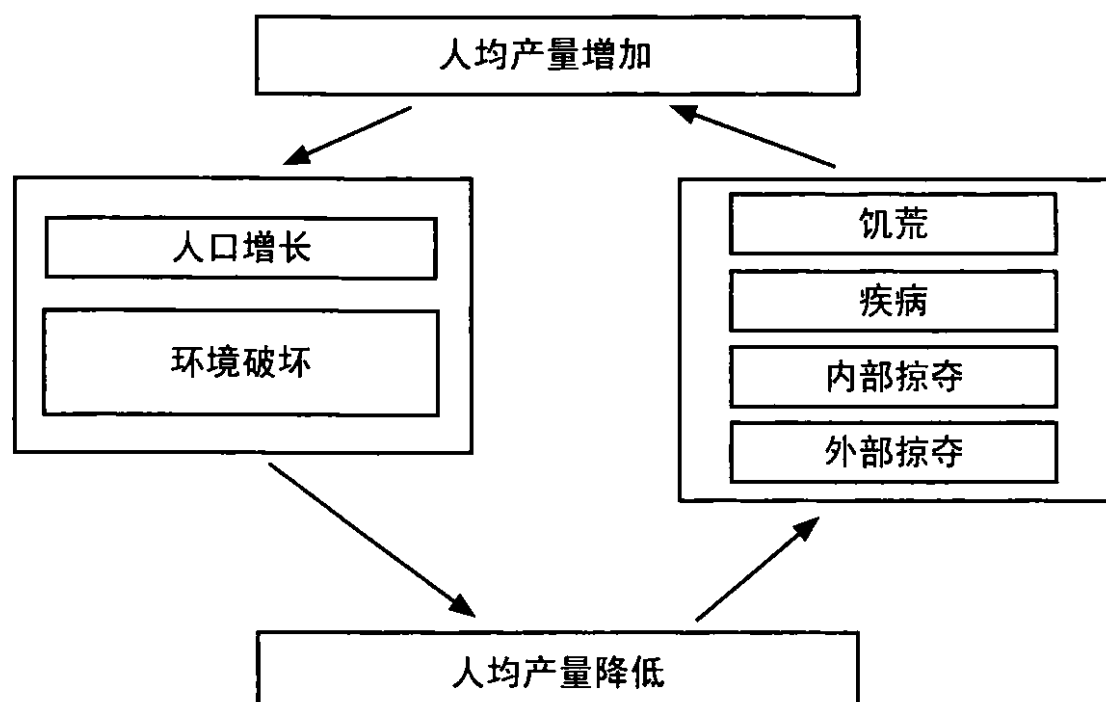 人均产量增加
人口增长
环境破坏
饥荒
疾病
内部掠夺
外部掠夺
人均产量降低